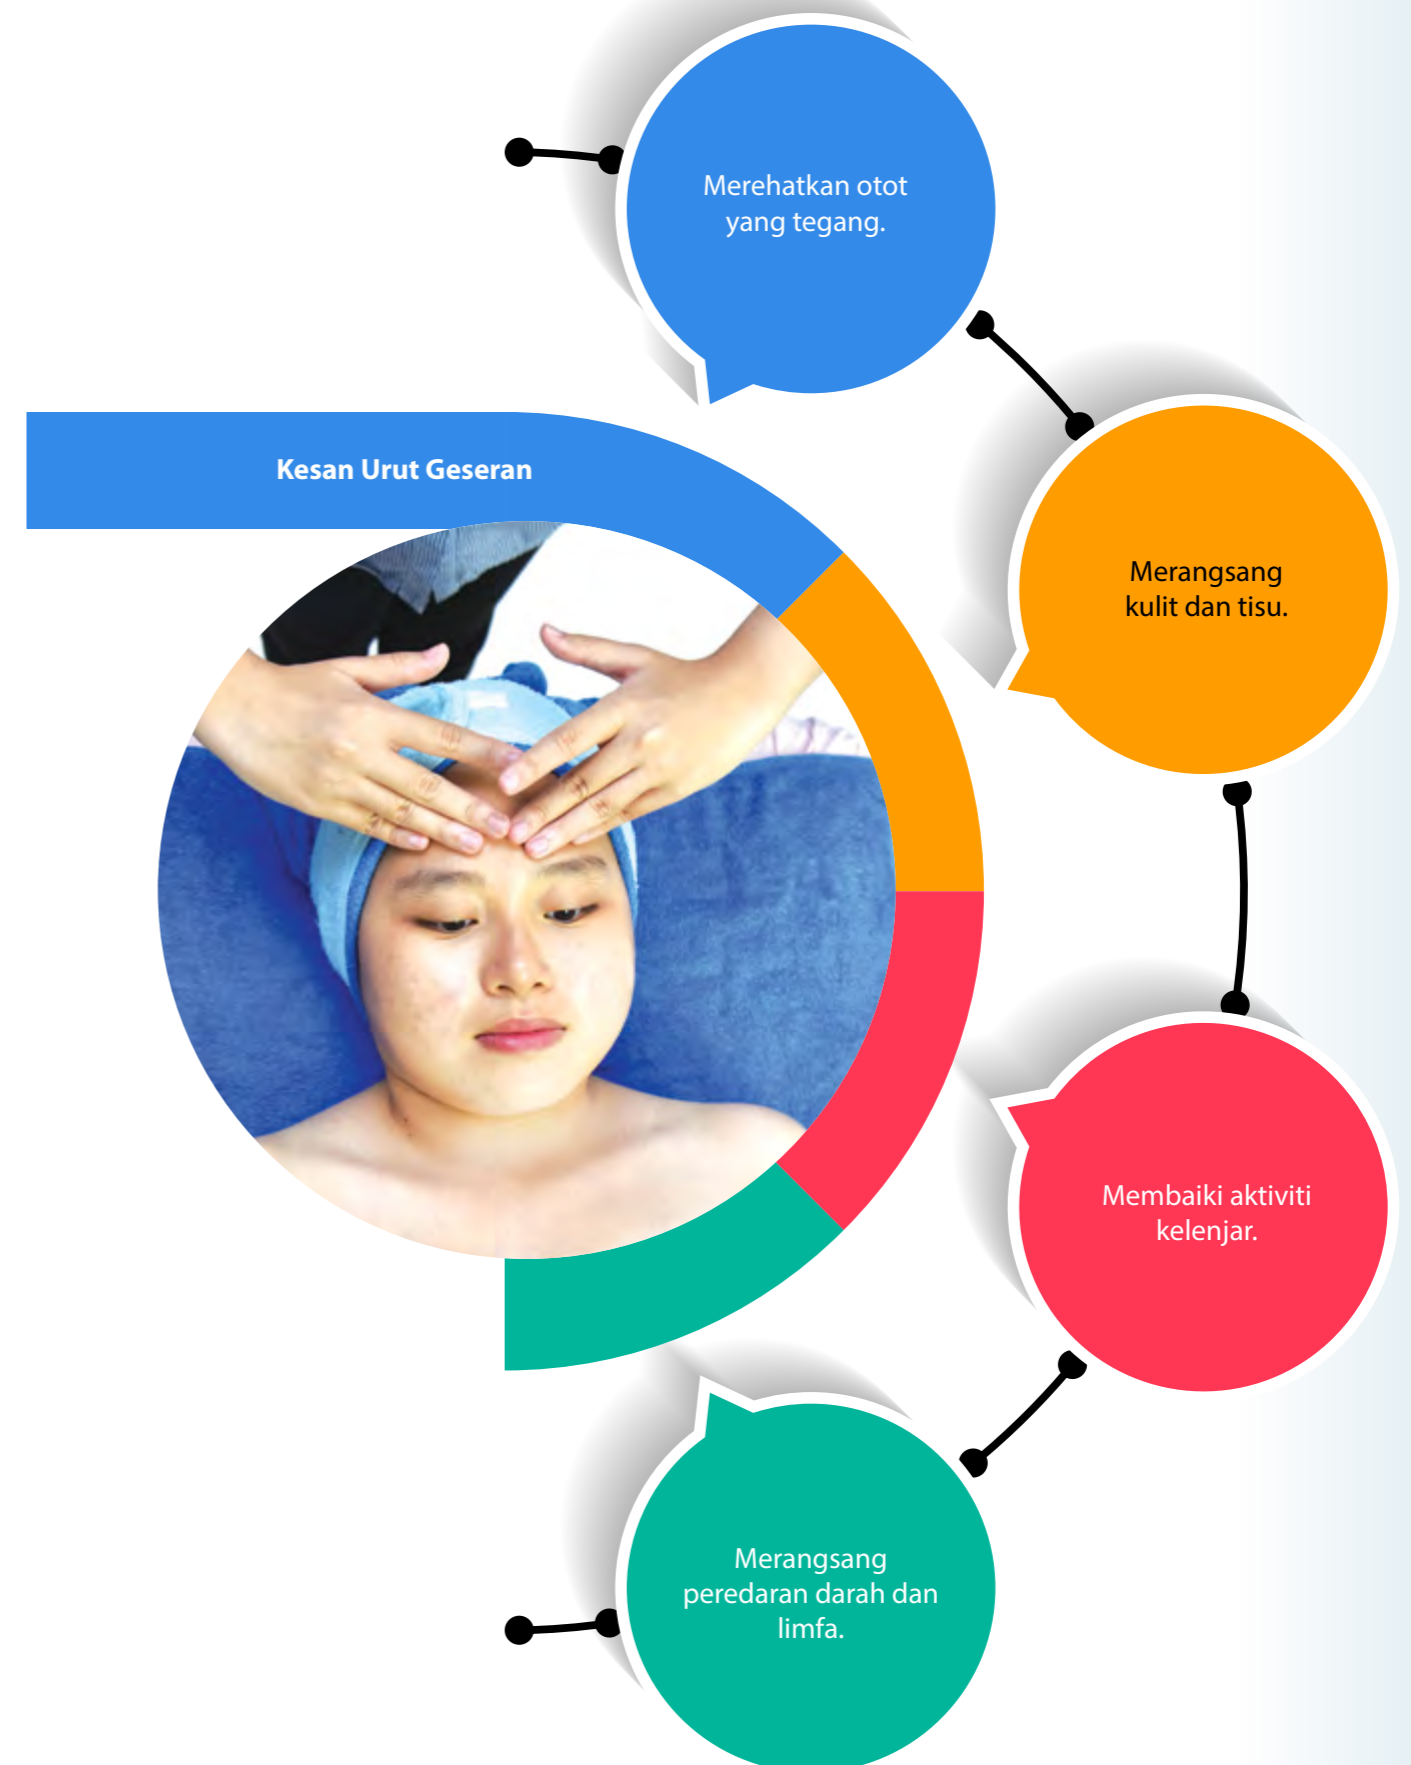 Merehatkan otot
yang tegang.
Kesan Urut Geseran
Merangsang
kulit dan tisu.
Membaiki aktiviti
kelenjar.
Merangsang
peredaran darah dan
limfa.